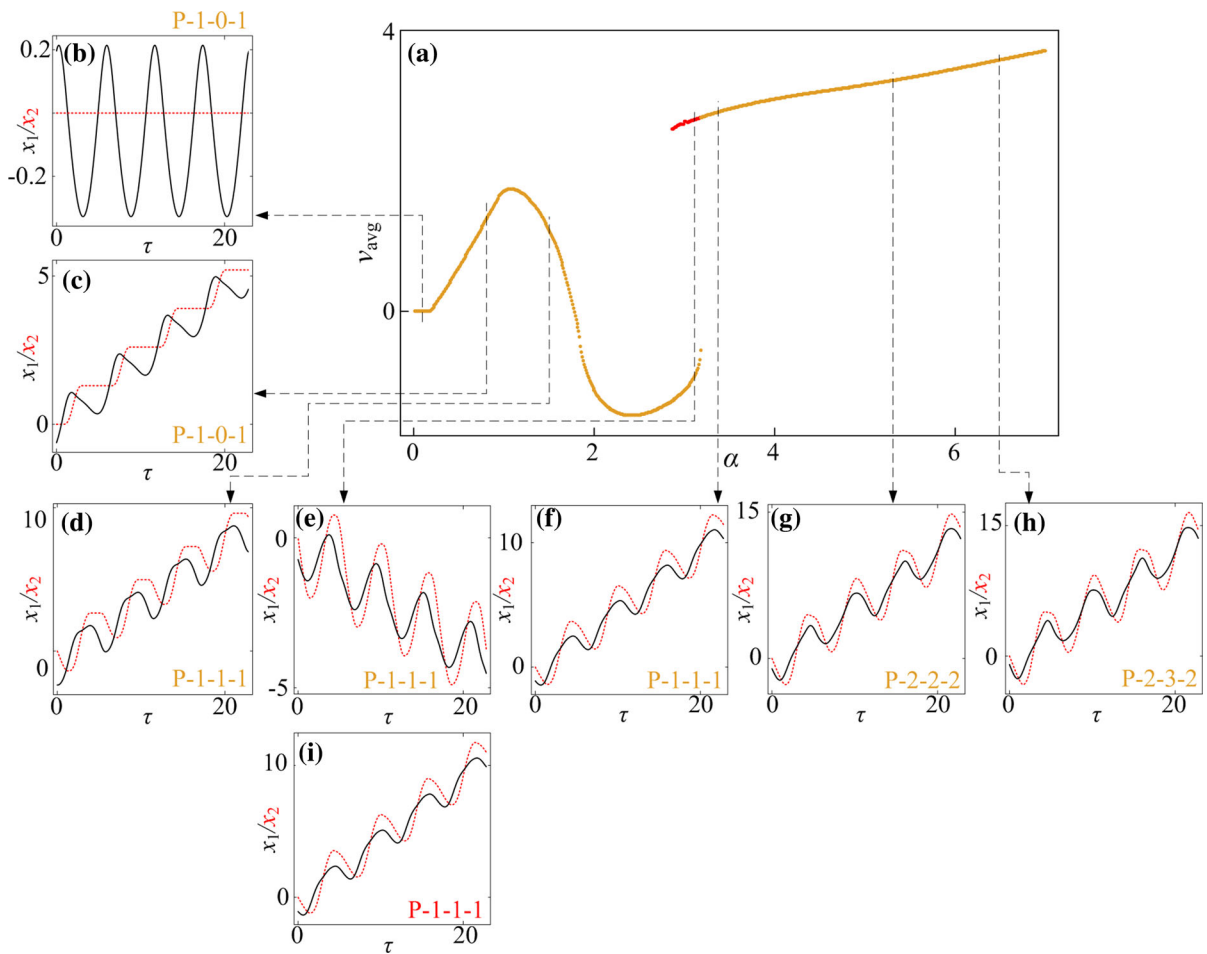 P-1-0-1
(b)
0.2
-0.2
x₁/x₂
0
20
τ
(a)
4
0
v_avg
0
2
4
6
α
(c)
5
0
x₁/x₂
P-1-0-1
0
20
τ
(d)
10
0
x₁/x₂
P-1-1-1
0
20
τ
(e)
0
-5
x₁/x₂
P-1-1-1
0
20
τ
(f)
10
0
x₁/x₂
P-1-1-1
0
20
τ
(g)
15
0
x₁/x₂
P-2-2-2
0
20
τ
(h)
15
0
x₁/x₂
P-2-3-2
0
20
τ
(i)
10
0
x₁/x₂
P-1-1-1
0
20
τ